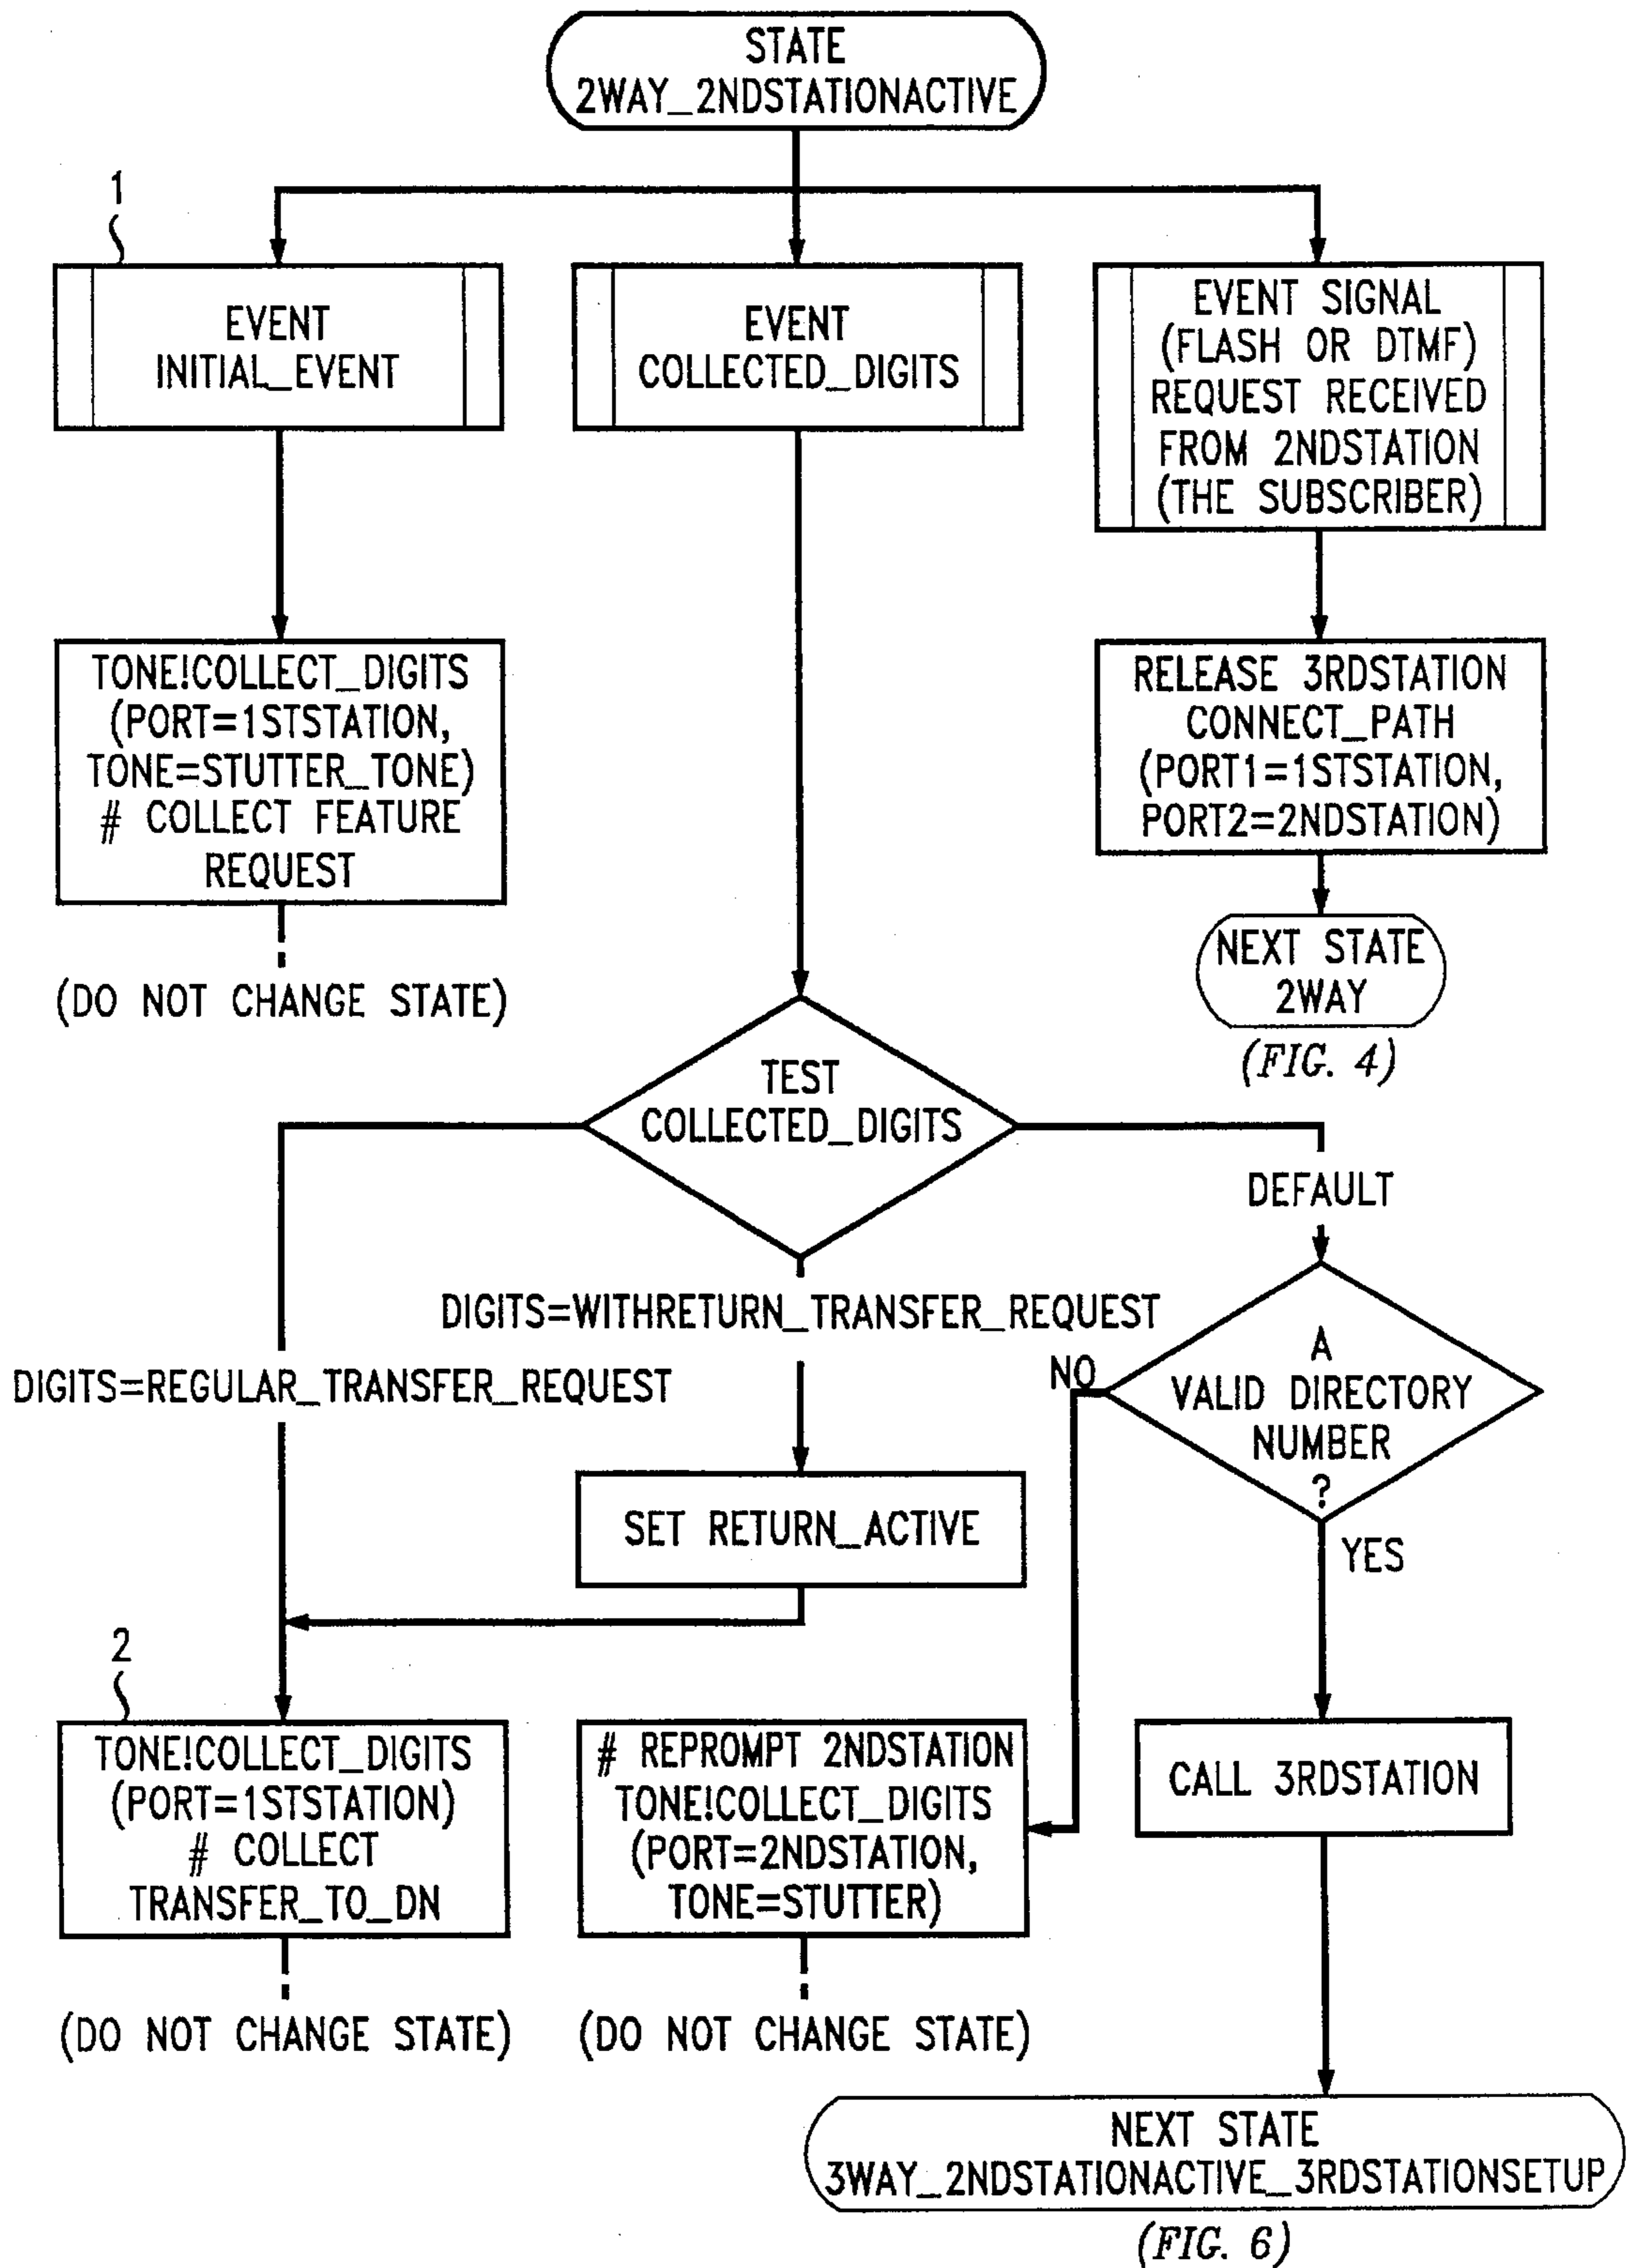 STATE
2WAY_2NDSTATIONACTIVE
1
EVENT
INITIAL_EVENT
EVENT
COLLECTED_DIGITS
EVENT SIGNAL
(FLASH OR DTMF)
REQUEST RECEIVED
FROM 2NDSTATION
(THE SUBSCRIBER)
TONE!COLLECT_DIGITS
(PORT=1STSTATION,
TONE=STUTTER_TONE)
# COLLECT FEATURE
REQUEST
(DO NOT CHANGE STATE)
RELEASE 3RDSTATION
CONNECT_PATH
(PORT1=1STSTATION,
PORT2=2NDSTATION)
NEXT STATE
2WAY
(FIG. 4)
TEST
COLLECTED_DIGITS
DEFAULT
DIGITS=WITHRETURN_TRANSFER_REQUEST
DIGITS=REGULAR_TRANSFER_REQUEST
NO
A
VALID DIRECTORY
NUMBER
?
YES
SET RETURN_ACTIVE
2
TONE!COLLECT_DIGITS
(PORT=1STSTATION)
# COLLECT
TRANSFER_TO_DN
(DO NOT CHANGE STATE)
# REPROMPT 2NDSTATION
TONE!COLLECT_DIGITS
(PORT=2NDSTATION,
TONE=STUTTER)
(DO NOT CHANGE STATE)
CALL 3RDSTATION
NEXT STATE
3WAY_2NDSTATIONACTIVE_3RDSTATIONSETUP
(FIG. 6)